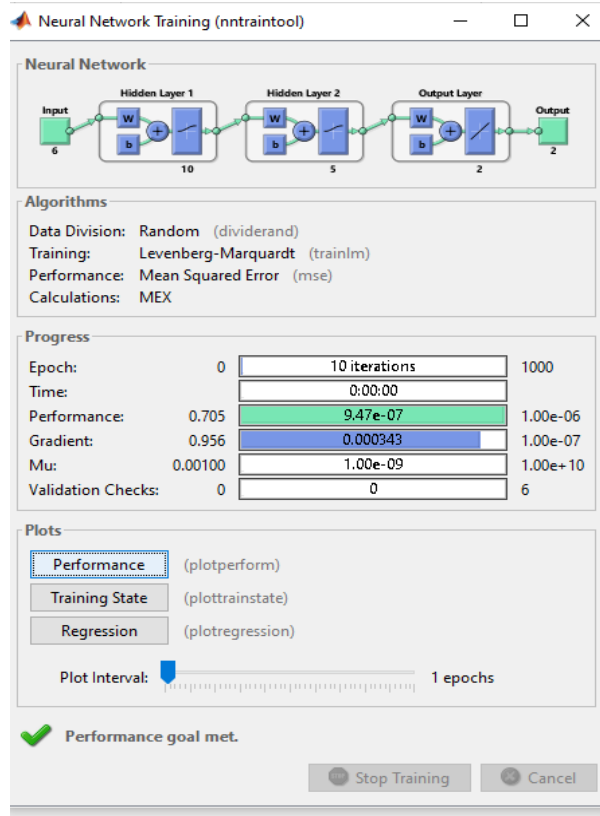 Neural Network Training (nntraintool)
Neural Network
Hidden Layer 1 Hidden Layer 2 Output Layer
Input Output
W W W
+ + +
b b b
6 10 5 2 2
Algorithms
Data Division: Random (dividerand)
Training: Levenberg-Marquardt (trainlm)
Performance: Mean Squared Error (mse)
Calculations: MEX
Progress
Epoch: 0 10 iterations 1000
Time: 0:00:00
Performance: 0.705 9.47e-07 1.00e-06
Gradient: 0.956 0.000343 1.00e-07
Mu: 0.00100 1.00e-09 1.00e+10
Validation Checks: 0 0 6
Plots
Performance (plotperform)
Training State (plottrainstate)
Regression (plotregression)
Plot Interval: 1 epochs
Performance goal met.
Stop Training Cancel